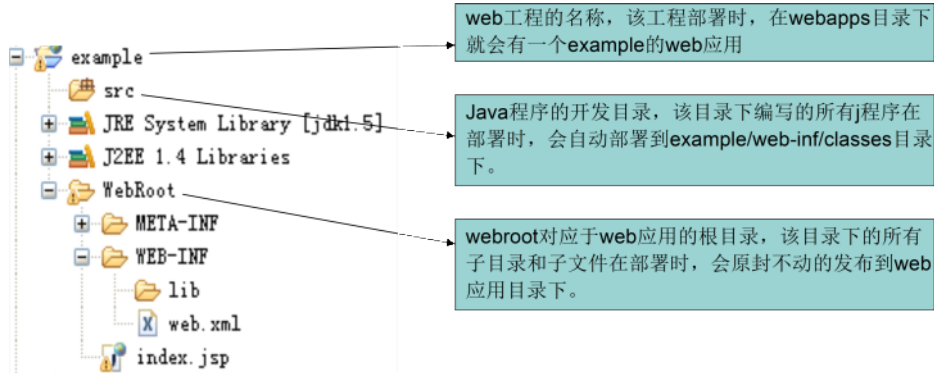 example
src
JRE System Library [jdk1.5]
J2EE 1.4 Libraries
WebRoot
META-INF
WEB-INF
lib
web.xml
index.jsp
web工程的名称，该工程部署时，在webapps目录下
就会有一个example的web应用
Java程序的开发目录，该目录下编写的所有j程序在
部署时，会自动部署到example/web-inf/classes目录
下。
webroot对应于web应用的根目录，该目录下的所有
子目录和子文件在部署时，会原封不动的发布到web
应用目录下。